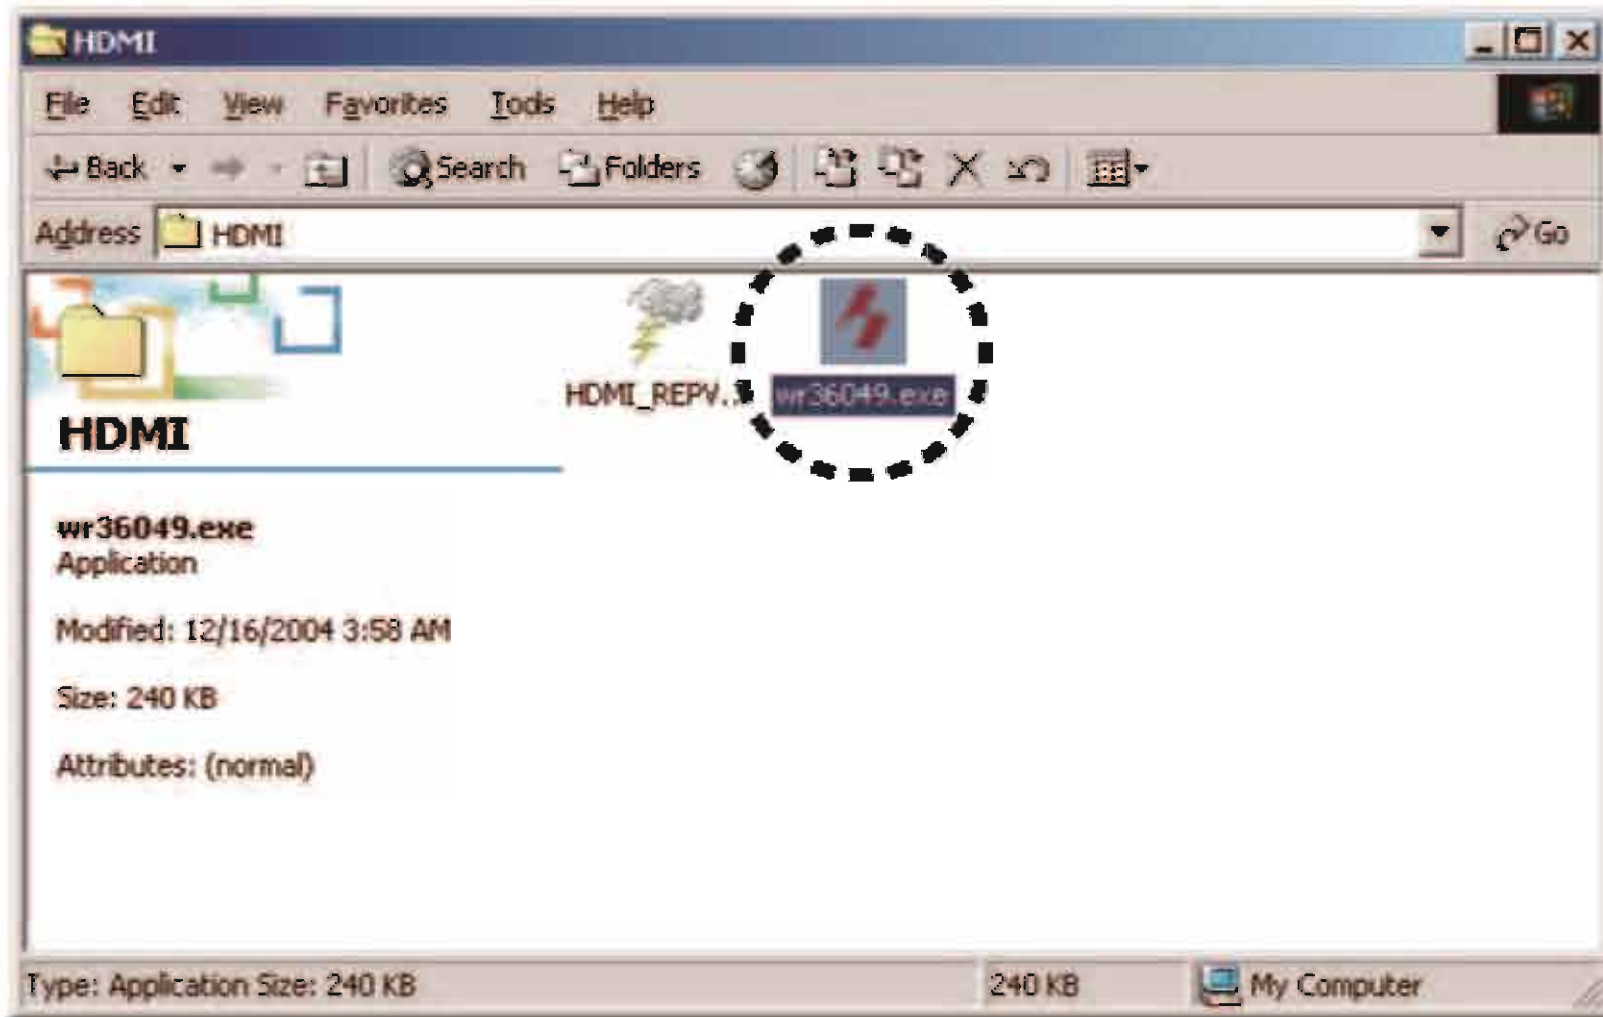 HDMI
File Edit View Favorites Tools Help
Back Search Folders
Address HDMI Go
HDMI_REPV... wr36049.exe
HDMI
wr36049.exe
Application
Modified: 12/16/2004 3:58 AM
Size: 240 KB
Attributes: (normal)
Type: Application Size: 240 KB 240 KB My Computer